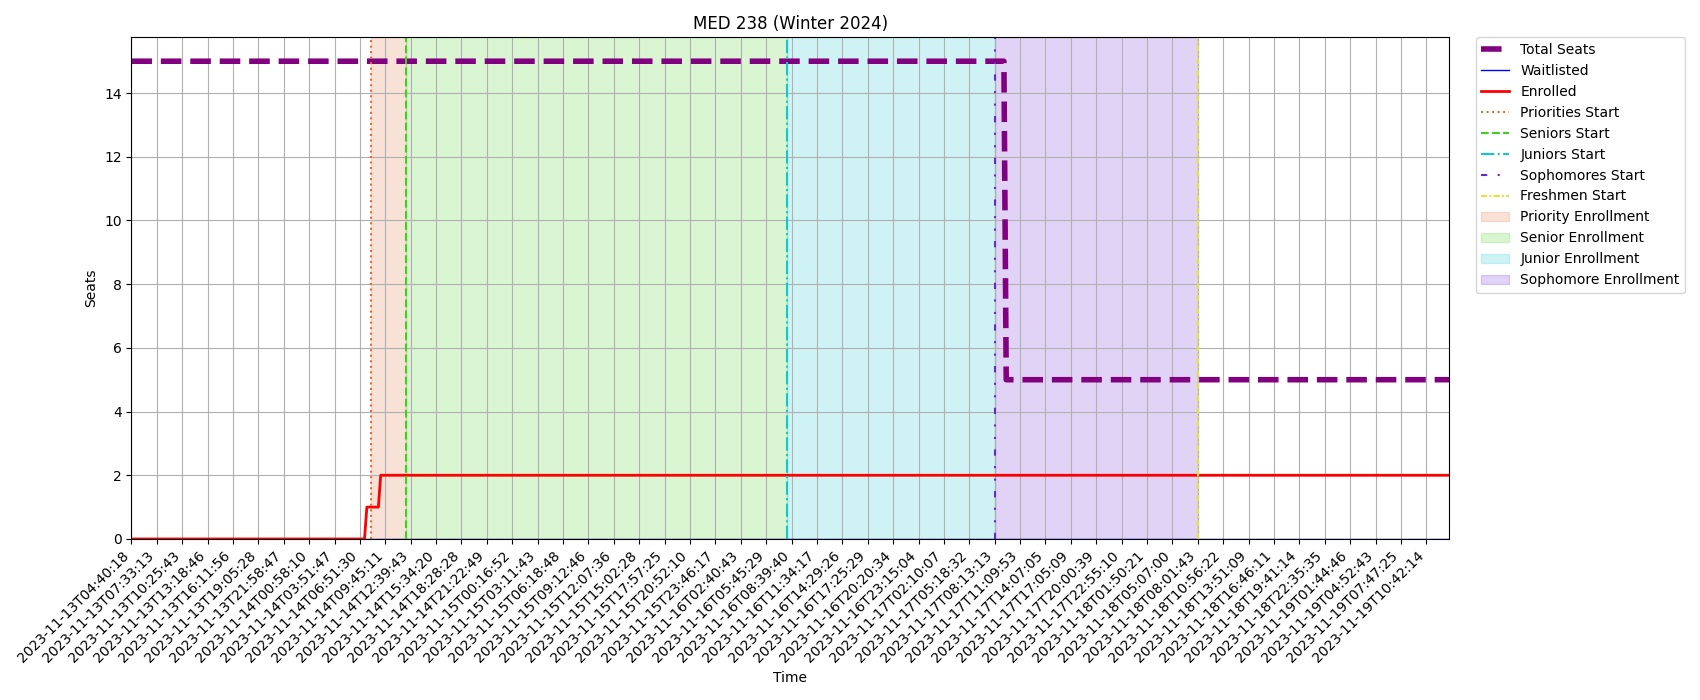 MED 238 (Winter 2024)
Total Seats
Waitlisted
Enrolled
Priorities Start
Seniors Start
Juniors Start
Sophomores Start
Freshmen Start
Priority Enrollment
Senior Enrollment
Junior Enrollment
Sophomore Enrollment
Seats
14
12
10
8
6
4
2
0
2023-11-13T04:40:18
2023-11-13T07:33:13
2023-11-13T10:25:43
2023-11-13T13:18:46
2023-11-13T16:11:56
2023-11-13T19:05:28
2023-11-13T21:58:47
2023-11-14T00:58:10
2023-11-14T03:51:47
2023-11-14T06:51:30
2023-11-14T09:45:11
2023-11-14T12:39:43
2023-11-14T15:34:20
2023-11-14T18:28:28
2023-11-14T21:22:49
2023-11-15T00:16:52
2023-11-15T03:11:43
2023-11-15T06:18:48
2023-11-15T09:12:46
2023-11-15T12:07:36
2023-11-15T15:02:28
2023-11-15T17:57:25
2023-11-15T20:52:10
2023-11-15T23:46:17
2023-11-16T02:40:43
2023-11-16T05:45:29
2023-11-16T08:39:40
2023-11-16T11:34:17
2023-11-16T14:29:26
2023-11-16T17:25:29
2023-11-16T20:20:34
2023-11-16T23:15:04
2023-11-17T02:10:07
2023-11-17T05:18:32
2023-11-17T08:13:13
2023-11-17T11:09:53
2023-11-17T14:07:05
2023-11-17T17:05:09
2023-11-17T20:00:39
2023-11-17T22:55:10
2023-11-18T01:50:21
2023-11-18T05:07:00
2023-11-18T08:01:43
2023-11-18T10:56:22
2023-11-18T13:51:09
2023-11-18T16:46:11
2023-11-18T19:41:14
2023-11-18T22:35:35
2023-11-19T01:44:46
2023-11-19T04:52:43
2023-11-19T07:47:25
2023-11-19T10:42:14
Time